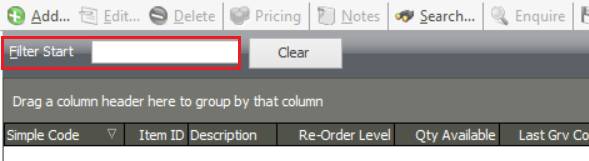 Add... Edit... Delete Pricing Notes Search... Enquire
Filter Start Clear
Drag a column header here to group by that column
Simple Code Item ID Description Re-Order Level Qty Available Last Grv Co